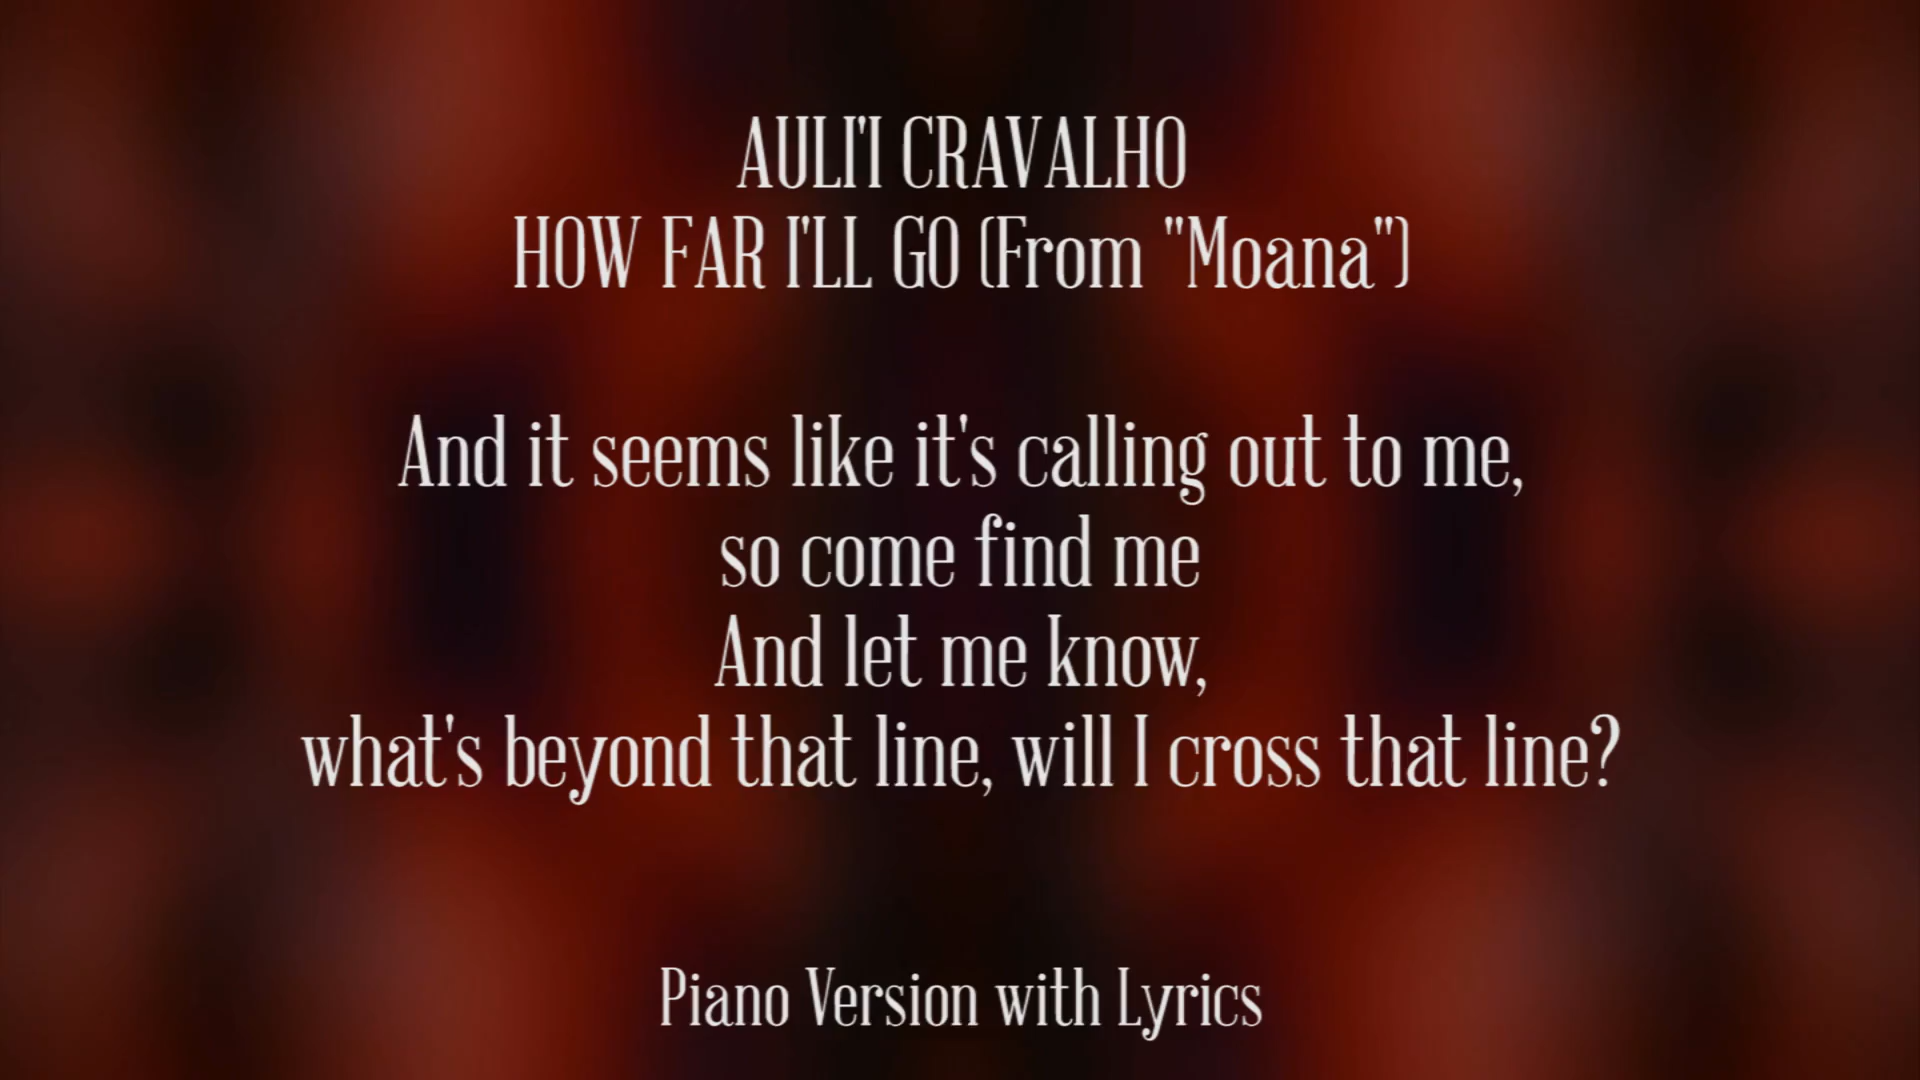 AULI'I CRAVALHO
HOW FAR I'LL GO (From "Moana")
And it seems like it's calling out to me,
so come find me
And let me know,
what's beyond that line, will I cross that line?
Piano Version with Lyrics